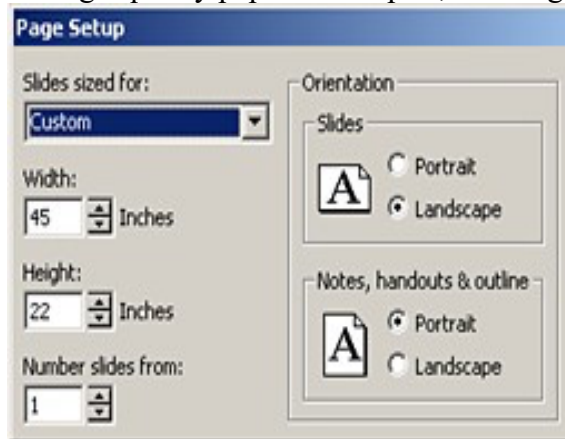 Page Setup
Slides sized for:
Custom
Width:
45 Inches
Height:
22 Inches
Number slides from:
1
Orientation
Slides
A
Portrait
Landscape
Notes, handouts & outline
A
Portrait
Landscape